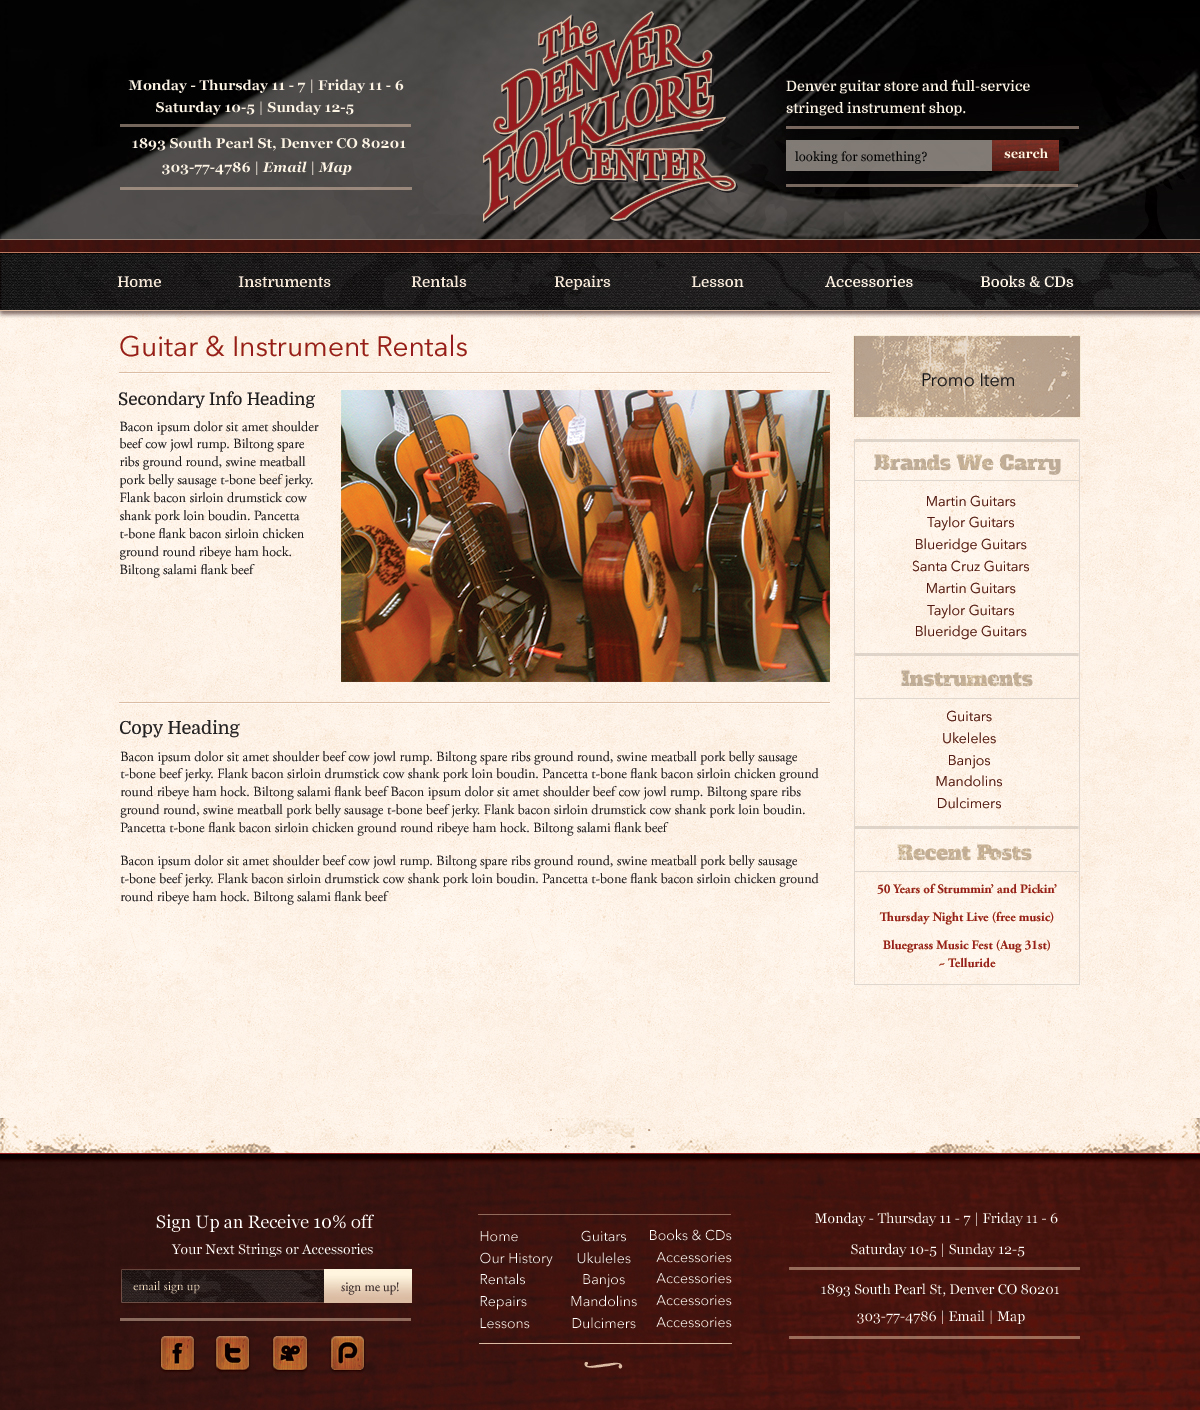 The
DENVER
FOLKLORE
CENTER
Monday - Thursday 11 - 7 | Friday 11 - 6
Saturday 10-5 | Sunday 12-5
1893 South Pearl St, Denver CO 80201
303-77-4786 | Email | Map
Denver guitar store and full-service
stringed instrument shop.
looking for something?
search
Home
Instruments
Rentals
Repairs
Lesson
Accessories
Books & CDs
Guitar & Instrument Rentals
Secondary Info Heading
Bacon ipsum dolor sit amet shoulder
beef cow jowl rump. Biltong spare
ribs ground round, swine meatball
pork belly sausage t-bone beef jerky.
Flank bacon sirloin drumstick cow
shank pork loin boudin. Pancetta
t-bone flank bacon sirloin chicken
ground round ribeye ham hock.
Biltong salami flank beef
Copy Heading
Bacon ipsum dolor sit amet shoulder beef cow jowl rump. Biltong spare ribs ground round, swine meatball pork belly sausage
t-bone beef jerky. Flank bacon sirloin drumstick cow shank pork loin boudin. Pancetta t-bone flank bacon sirloin chicken ground
round ribeye ham hock. Biltong salami flank beef Bacon ipsum dolor sit amet shoulder beef cow jowl rump. Biltong spare ribs
ground round, swine meatball pork belly sausage t-bone beef jerky. Flank bacon sirloin drumstick cow shank pork loin boudin.
Pancetta t-bone flank bacon sirloin chicken ground round ribeye ham hock. Biltong salami flank beef
Bacon ipsum dolor sit amet shoulder beef cow jowl rump. Biltong spare ribs ground round, swine meatball pork belly sausage
t-bone beef jerky. Flank bacon sirloin drumstick cow shank pork loin boudin. Pancetta t-bone flank bacon sirloin chicken ground
round ribeye ham hock. Biltong salami flank beef
Promo Item
Brands We Carry
Martin Guitars
Taylor Guitars
Blueridge Guitars
Santa Cruz Guitars
Martin Guitars
Taylor Guitars
Blueridge Guitars
Instruments
Guitars
Ukeleles
Banjos
Mandolins
Dulcimers
Recent Posts
50 Years of Strummin' and Pickin'
Thursday Night Live (free music)
Bluegrass Music Fest (Aug 31st)
~ Telluride
Sign Up an Receive 10% off
Your Next Strings or Accessories
email sign up
sign me up!
Home
Our History
Rentals
Repairs
Lessons
Guitars
Ukuleles
Banjos
Mandolins
Dulcimers
Books & CDs
Accessories
Accessories
Accessories
Accessories
Monday - Thursday 11 - 7 | Friday 11 - 6
Saturday 10-5 | Sunday 12-5
1893 South Pearl St, Denver CO 80201
303-77-4786 | Email | Map